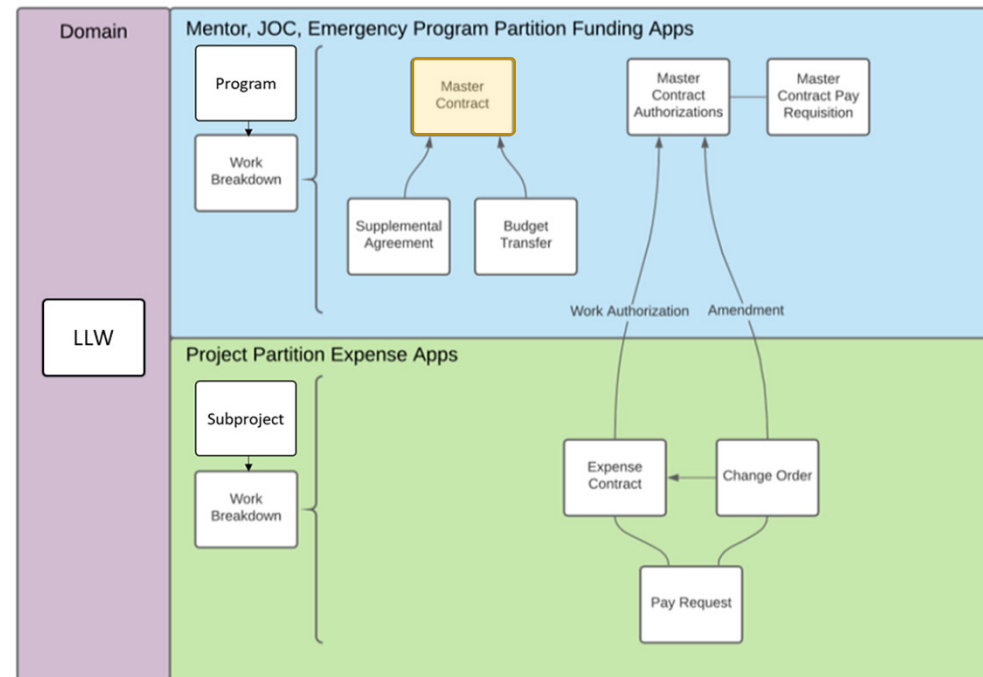 Domain
Mentor, JOC, Emergency Program Partition Funding Apps
Program
Work
Breakdown
Master
Contract
Master
Contract
Authorizations
Master
Contract Pay
Requisition
Supplemental
Agreement
Budget
Transfer
Work Authorization
Amendment
LLW
Project Partition Expense Apps
Subproject
Work
Breakdown
Expense
Contract
Change Order
Pay Request